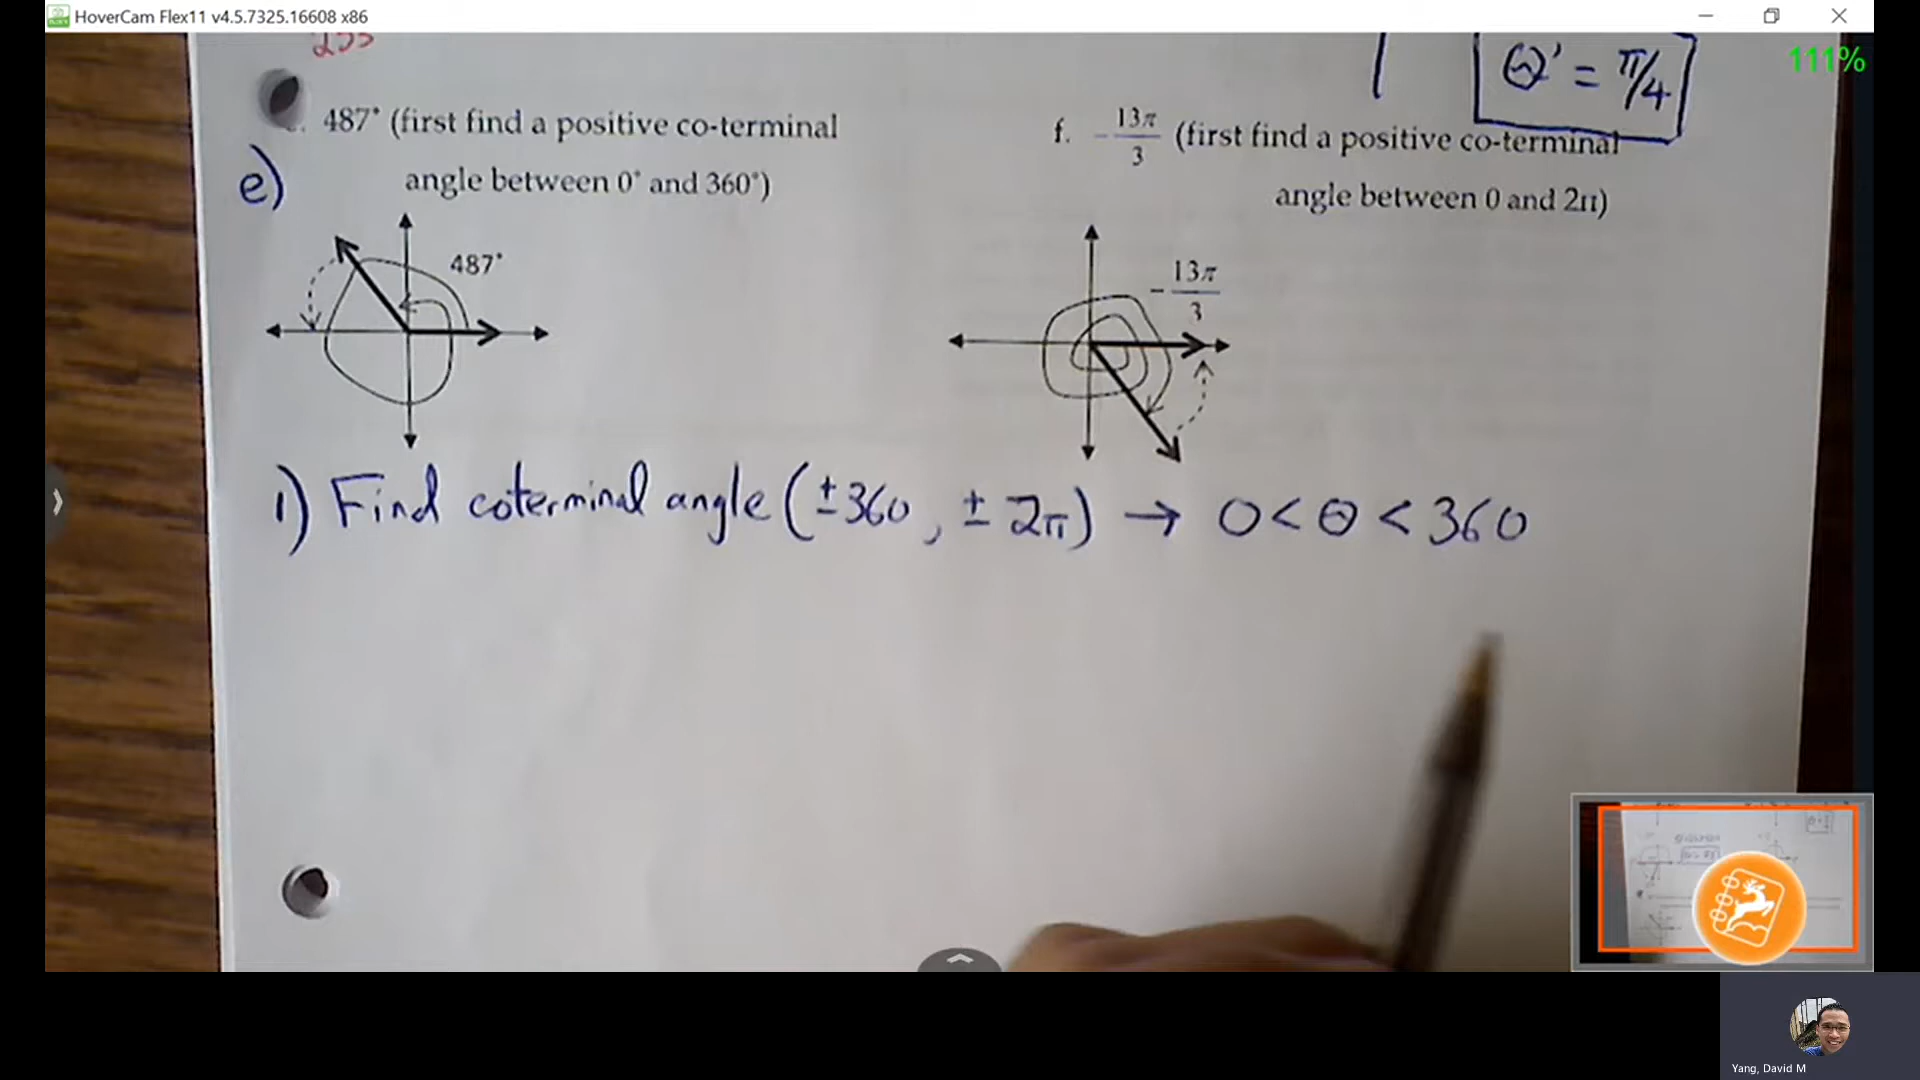 HoverCam Flex11 v4.5.7325.16608 x86
111%
θ' = π/4
487° (first find a positive co-terminal
angle between 0° and 360°)
e)
487°
f. -13π/3 (first find a positive co-terminal
angle between 0 and 2π)
-13π/3
1) Find coterminal angle (±360, ±2π) → 0<θ<360
Yang, David M